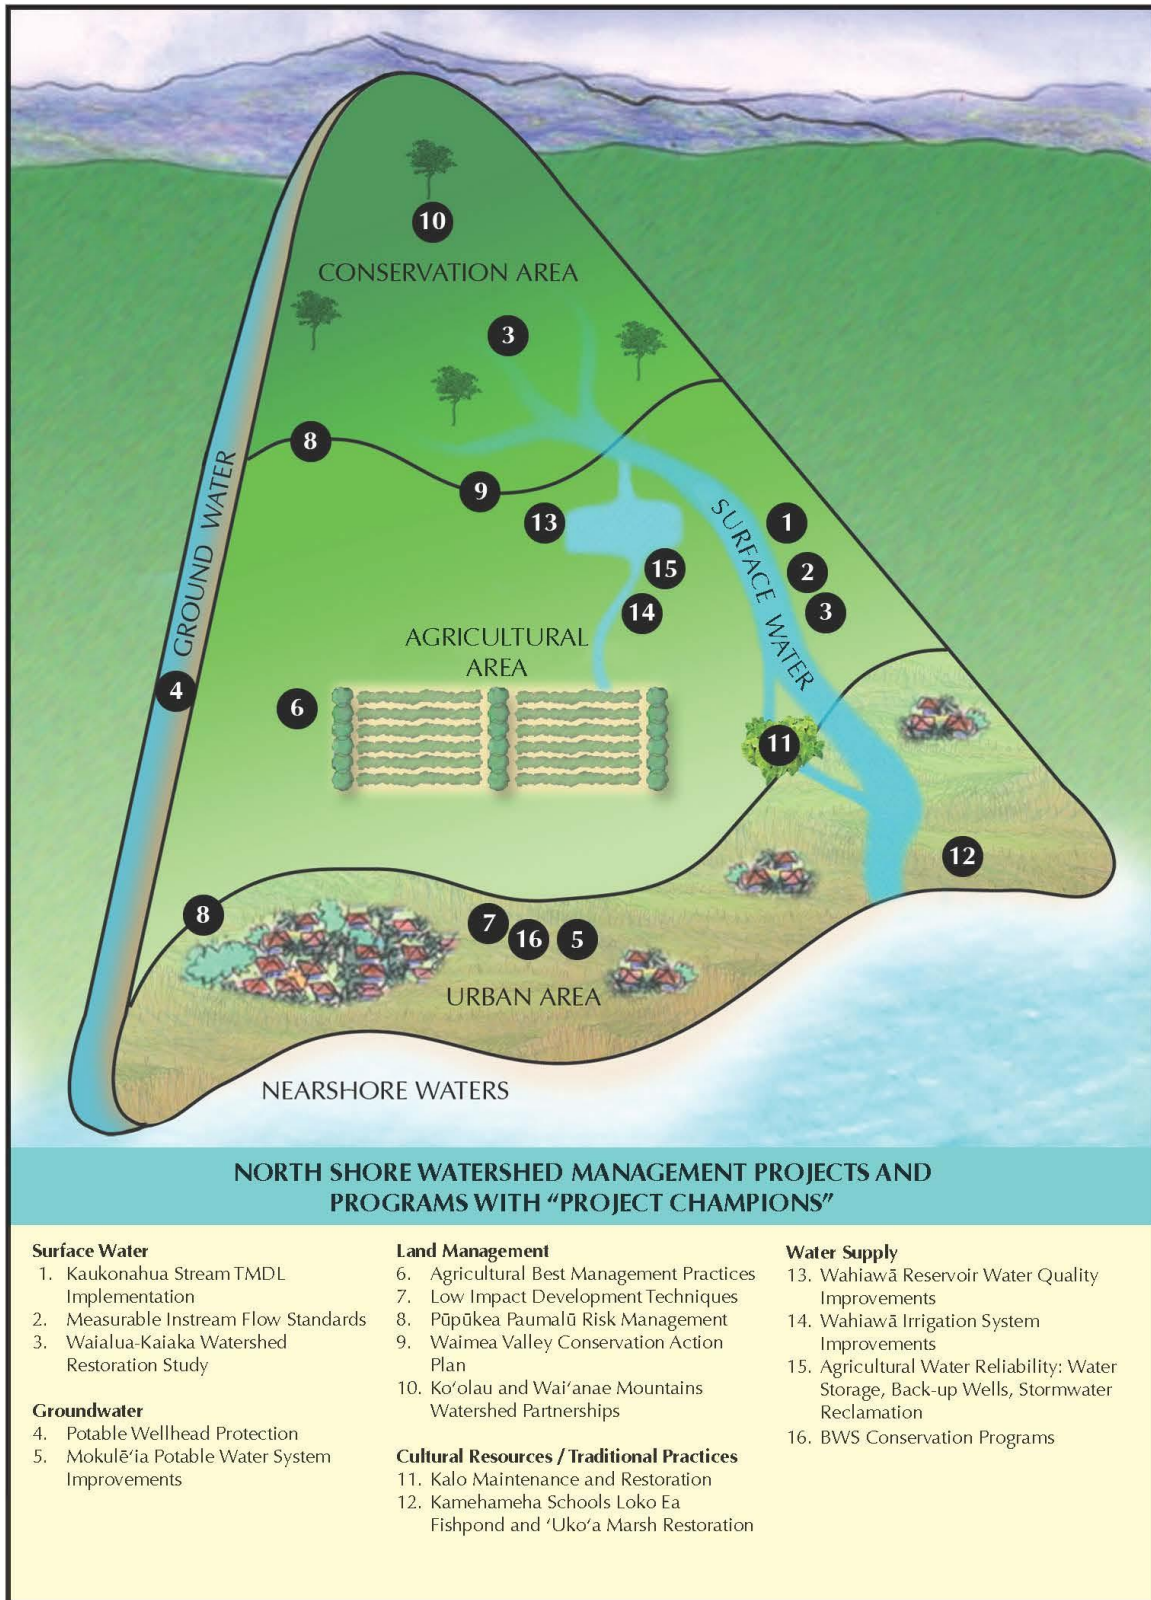 10
CONSERVATION AREA
3
8
9
GROUND WATER
13
SURFACE WATER
1
15
2
14
3
AGRICULTURAL
AREA
4
6
11
12
8
7
16
5
URBAN AREA
NEARSHORE WATERS
NORTH SHORE WATERSHED MANAGEMENT PROJECTS AND
PROGRAMS WITH “PROJECT CHAMPIONS”
Surface Water
1. Kaukonahua Stream TMDL
Implementation
2. Measurable Instream Flow Standards
3. Waialua-Kaiaka Watershed
Restoration Study
Groundwater
4. Potable Wellhead Protection
5. Mokulē‘ia Potable Water System
Improvements
Land Management
6. Agricultural Best Management Practices
7. Low Impact Development Techniques
8. Pūpūkea Paumalū Risk Management
9. Waimea Valley Conservation Action
Plan
10. Ko‘olau and Wai‘anae Mountains
Watershed Partnerships
Cultural Resources / Traditional Practices
11. Kalo Maintenance and Restoration
12. Kamehameha Schools Loko Ea
Fishpond and ‘Uko‘a Marsh Restoration
Water Supply
13. Wahiawā Reservoir Water Quality
Improvements
14. Wahiawā Irrigation System
Improvements
15. Agricultural Water Reliability: Water
Storage, Back-up Wells, Stormwater
Reclamation
16. BWS Conservation Programs